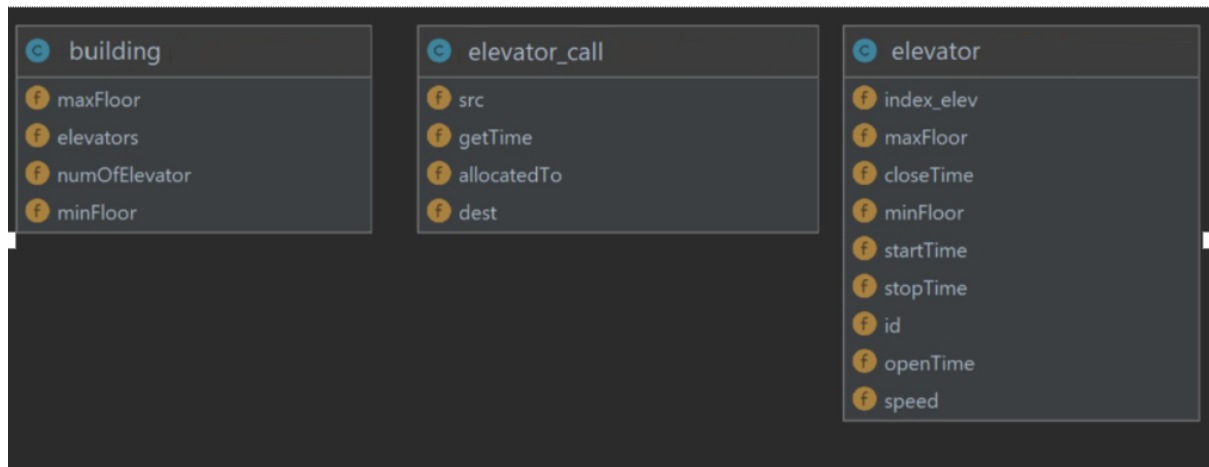 building
maxFloor
elevators
numOfElevator
minFloor
elevator_call
src
getTime
allocatedTo
dest
elevator
index_elev
maxFloor
closeTime
minFloor
startTime
stopTime
id
openTime
speed